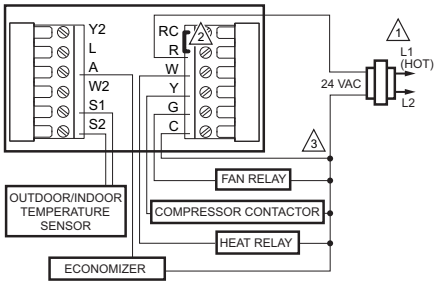 Y2
L
A
W2
S1
S2
RC
R
W
Y
G
C
2
1
L1
(HOT)
24 VAC
L2
3
FAN RELAY
OUTDOOR/INDOOR
TEMPERATURE
SENSOR
COMPRESSOR CONTACTOR
HEAT RELAY
ECONOMIZER